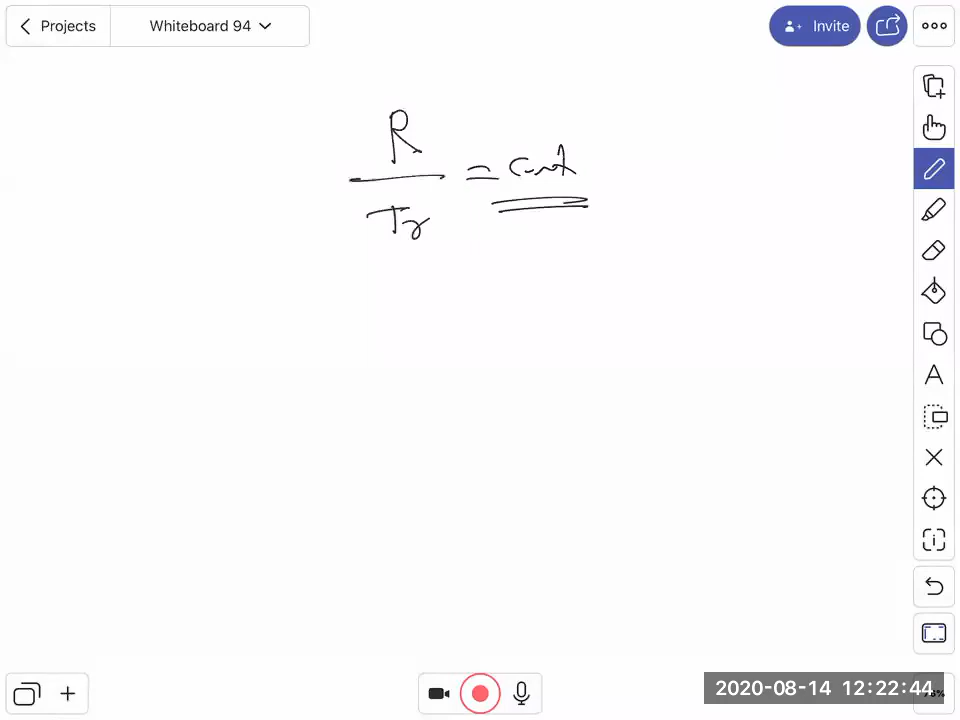 Projects
Whiteboard 94
Invite
R
= const
Tr
A
2020-08-14 12:22:44